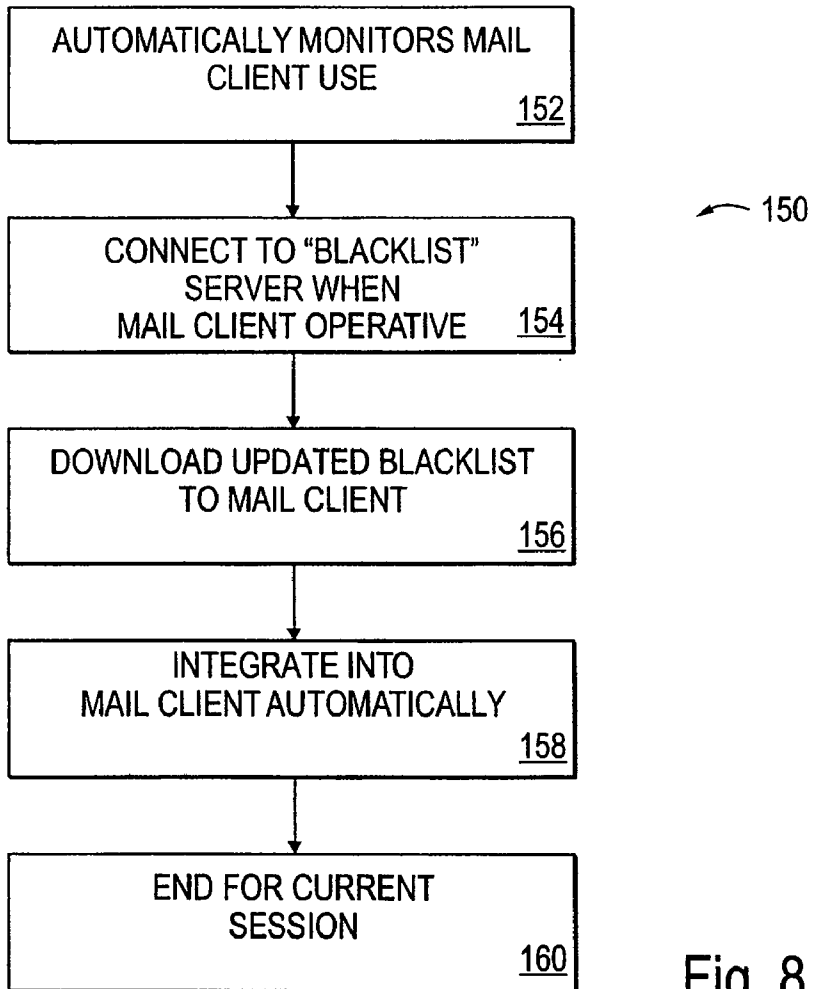 AUTOMATICALLY MONITORS MAIL
CLIENT USE
152
150
CONNECT TO “BLACKLIST”
SERVER WHEN
MAIL CLIENT OPERATIVE
154
DOWNLOAD UPDATED BLACKLIST
TO MAIL CLIENT
156
INTEGRATE INTO
MAIL CLIENT AUTOMATICALLY
158
END FOR CURRENT
SESSION
160
Fig. 8